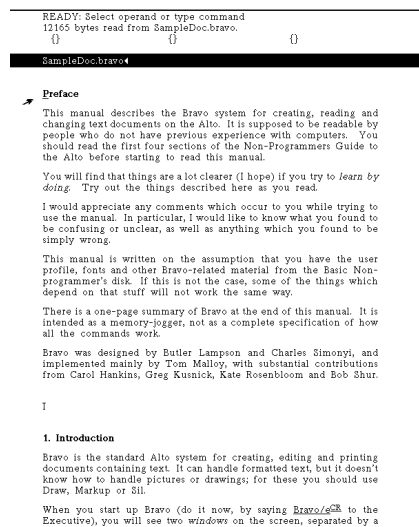 READY: Select operand or type command
12165 bytes read from SampleDoc.bravo.
{} {} {}
SampleDoc.bravo
Preface
This manual describes the Bravo system for creating, reading and
changing text documents on the Alto. It is supposed to be readable by
people who do not have previous experience with computers. You
should read the first four sections of the Non-Programmers Guide to
the Alto before starting to read this manual.
You will find that things are a lot clearer (I hope) if you try to learn by
doing. Try out the things described here as you read.
I would appreciate any comments which occur to you while trying to
use the manual. In particular, I would like to know what you found to
be confusing or unclear, as well as anything which you found to be
simply wrong.
This manual is written on the assumption that you have the user
profile, fonts and other Bravo-related material from the Basic Non-
programmer's disk. If this is not the case, some of the things which
depend on that stuff will not work the same way.
There is a one-page summary of Bravo at the end of this manual. It is
intended as a memory-jogger, not as a complete specification of how
all the commands work.
Bravo was designed by Butler Lampson and Charles Simonyi, and
implemented mainly by Tom Malloy, with substantial contributions
from Carol Hankins, Greg Kusnick, Kate Rosenbloom and Bob Shur.
1. Introduction
Bravo is the standard Alto system for creating, editing and printing
documents containing text. It can handle formatted text, but it doesn't
know how to handle pictures or drawings; for these you should use
Draw, Markup or Sil.
When you start up Bravo (do it now, by saying Bravo/eCR to the
Executive), you will see two windows on the screen, separated by a